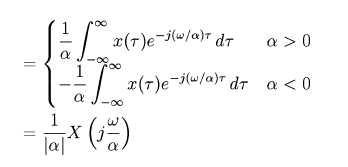 = { 1/α ∫_{-∞}^{∞} x(τ)e^{-j(ω/α)τ} dτ   α > 0
-1/α ∫_{-∞}^{∞} x(τ)e^{-j(ω/α)τ} dτ   α < 0
= 1/|α| X(j ω/α)